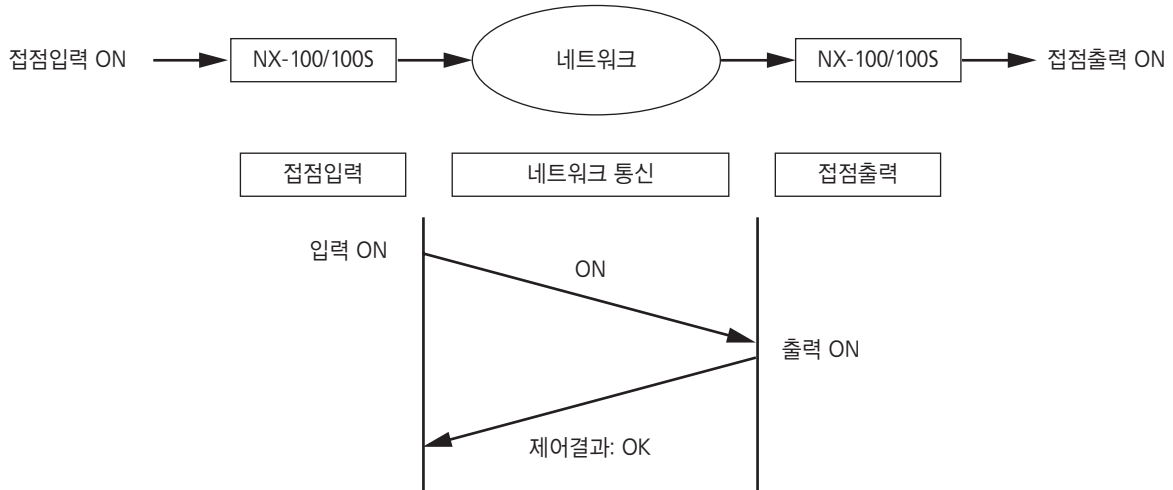 접점입력 ON
NX-100/100S
네트워크
NX-100/100S
접점출력 ON
접점입력
네트워크 통신
접점출력
입력 ON
ON
출력 ON
제어결과: OK